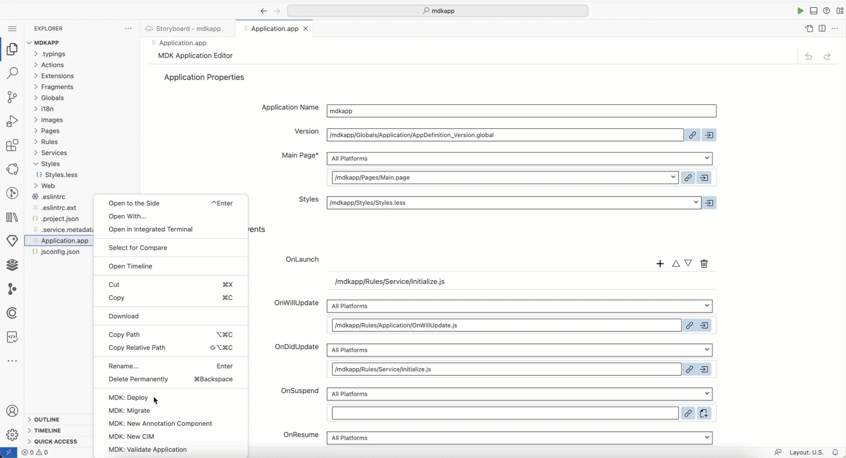 mdkapp
EXPLORER
MDKAPP
.typings
Actions
Extensions
Fragments
Globals
i18n
Images
Pages
Rules
Services
Styles
Styles.less
Web
.eslintrc
.eslintrc.ext
.project.json
.service.metadata
Application.app
jsconfig.json
OUTLINE
TIMELINE
QUICK ACCESS
Open to the Side ^Enter
Open With...
Open in Integrated Terminal
Select for Compare
Open Timeline
Cut ⌘X
Copy ⌘C
Download
Copy Path ⌥⌘C
Copy Relative Path ⇧⌥⌘C
Rename... Enter
Delete Permanently ⌘Backspace
MDK: Deploy
MDK: Migrate
MDK: New Annotation Component
MDK: New CIM
MDK: Validate Application
Storyboard - mdkapp
Application.app
Application.app
MDK Application Editor
Application Properties
Application Name
mdkapp
Version
/mdkapp/Globals/Application/AppDefinition_Version.global
Main Page*
All Platforms
/mdkapp/Pages/Main.page
Styles
/mdkapp/Styles/Styles.less
vents
OnLaunch
/mdkapp/Rules/Service/Initialize.js
OnWillUpdate
All Platforms
/mdkapp/Rules/Application/OnWillUpdate.js
OnDidUpdate
All Platforms
/mdkapp/Rules/Service/Initialize.js
OnSuspend
All Platforms
OnResume
All Platforms
0 0
Layout: U.S.